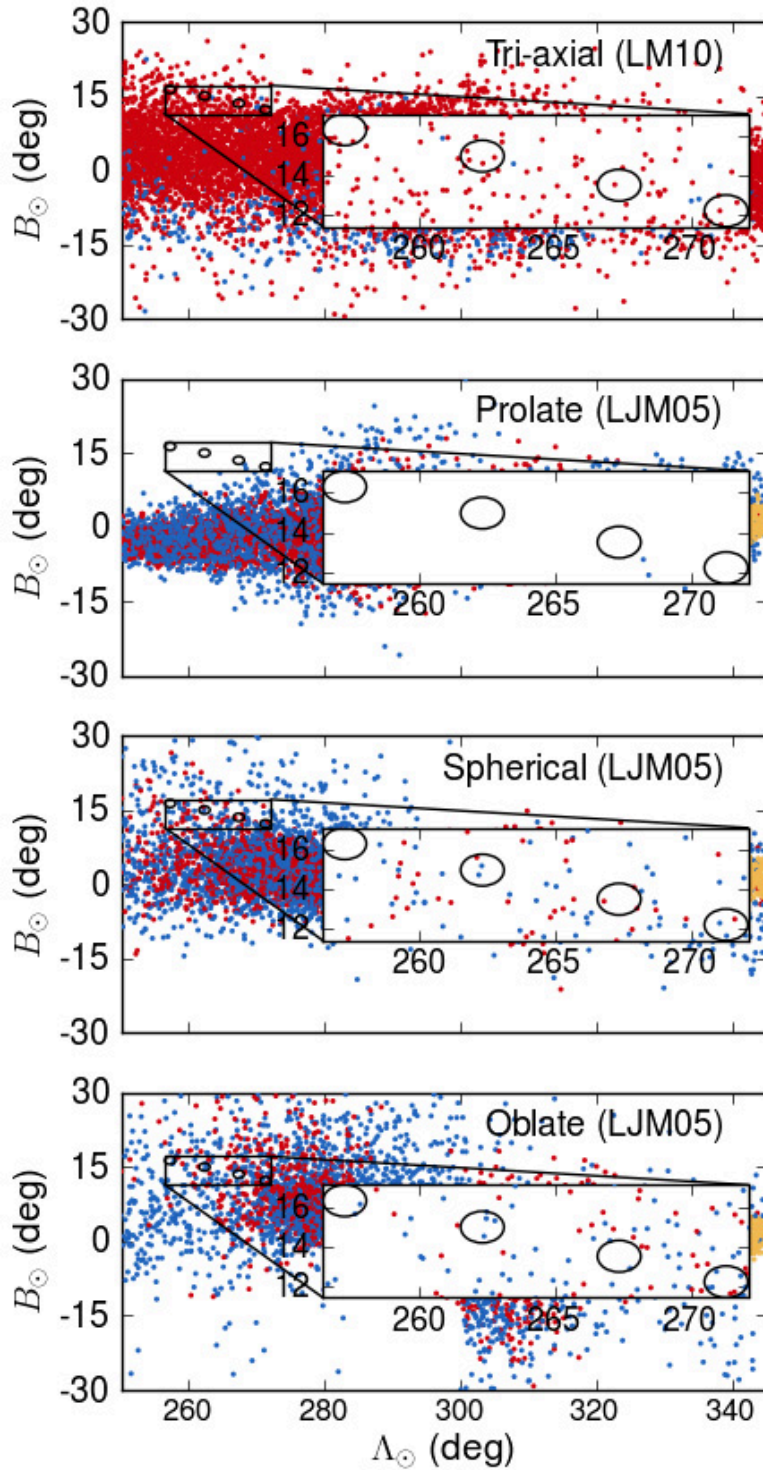 30
Tri-axial (LM10)
15
16
0
14
12
-15
260 265 270
-30
B⊙ (deg)
30
Prolate (LJM05)
15
16
0
14
12
-15
260 265 270
-30
B⊙ (deg)
30
Spherical (LJM05)
15
16
0
14
12
-15
260 265 270
-30
B⊙ (deg)
30
Oblate (LJM05)
15
16
0
14
12
-15
260 265 270
-30
B⊙ (deg)
260 280 300 320 340
Λ⊙ (deg)